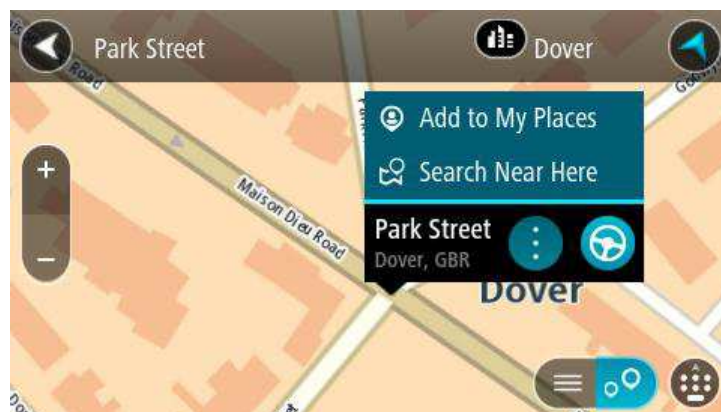 Park Street
Dover
Road
Add to My Places
Search Near Here
Maison Dieu Road
Park Street
Dover, GBR
Dover